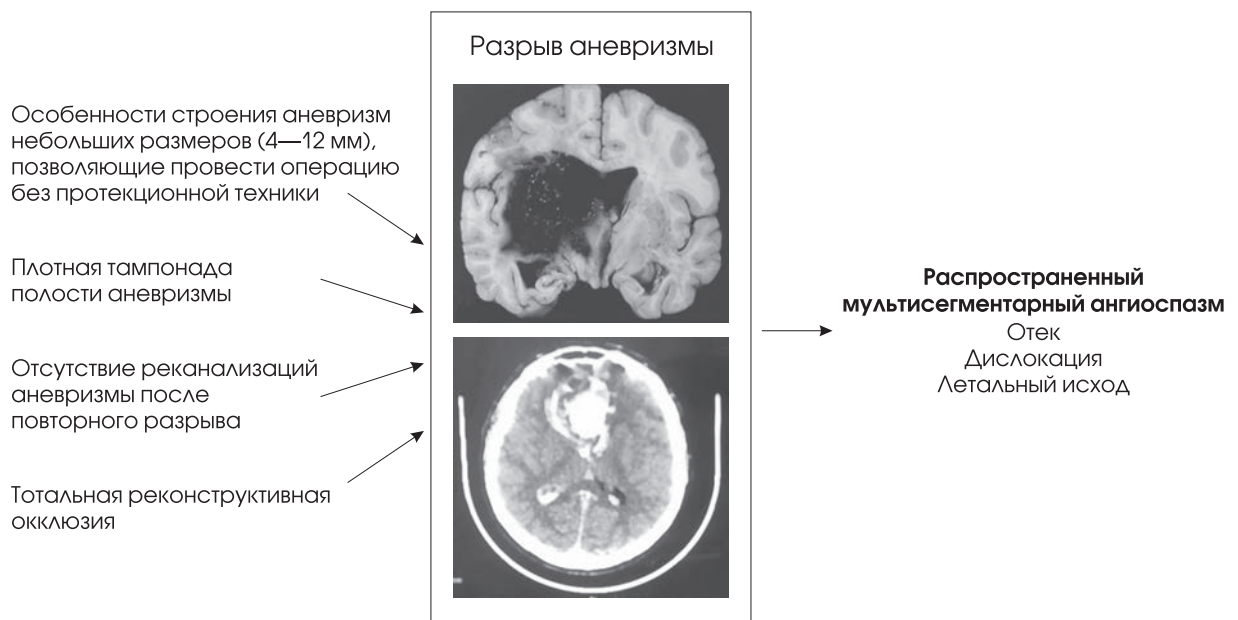 Разрыв аневризмы
Особенности строения аневризм
небольших размеров (4—12 мм),
позволяющие провести операцию
без протекционной техники
Плотная тампонада
полости аневризмы
Отсутствие реканализаций
аневризмы после
повторного разрыва
Тотальная реконструктивная
окклюзия
Распространенный
мультисегментарный ангиоспазм
Отек
Дислокация
Летальный исход